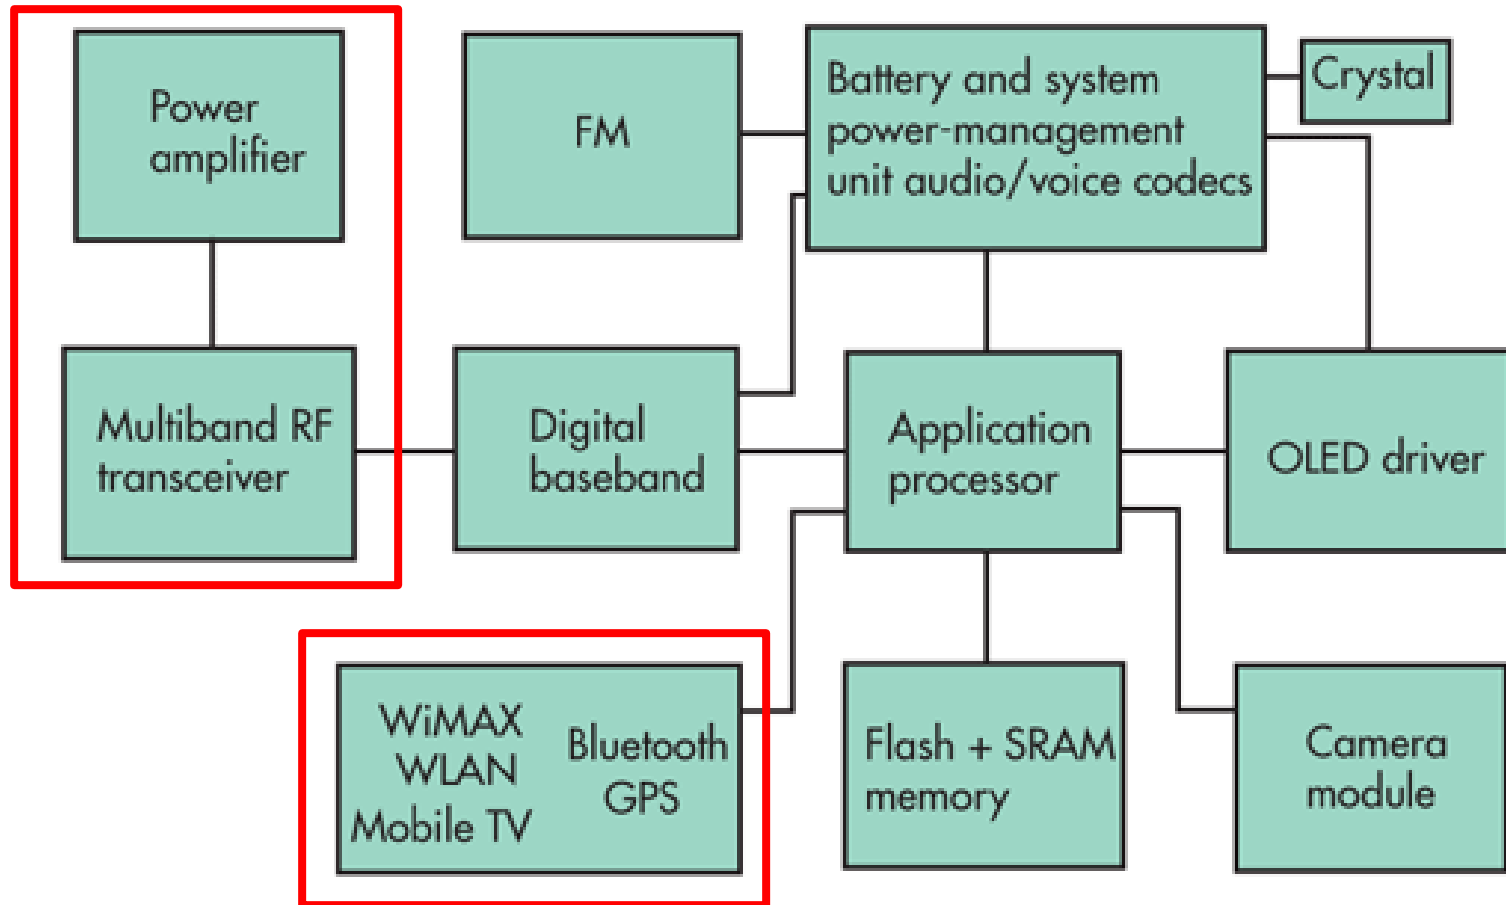 Power
amplifier
FM
Battery and system
power-management
unit audio/voice codecs
Crystal
Multiband RF
transceiver
Digital
baseband
Application
processor
OLED driver
WiMAX
WLAN
Mobile TV
Bluetooth
GPS
Flash + SRAM
memory
Camera
module